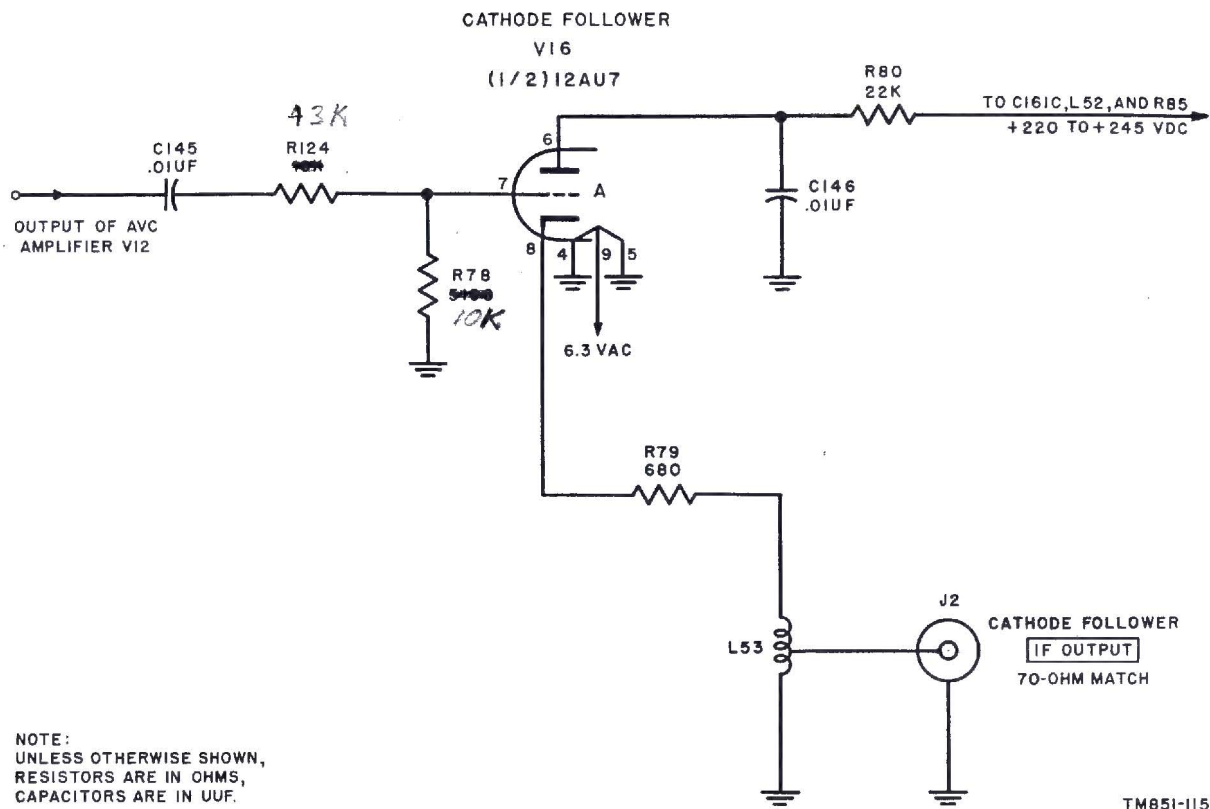 CATHODE FOLLOWER
V16
(1/2)12AU7
43K
R124
C145
.01UF
OUTPUT OF AVC
AMPLIFIER V12
R78
10K
6
7
A
8
4
9
5
6.3 VAC
R80
22K
TO C161C, L52, AND R85
+220 TO +245 VDC
C146
.01UF
R79
680
L53
J2
CATHODE FOLLOWER
IF OUTPUT
70-OHM MATCH
NOTE:
UNLESS OTHERWISE SHOWN,
RESISTORS ARE IN OHMS,
CAPACITORS ARE IN UUF.
TM851-115